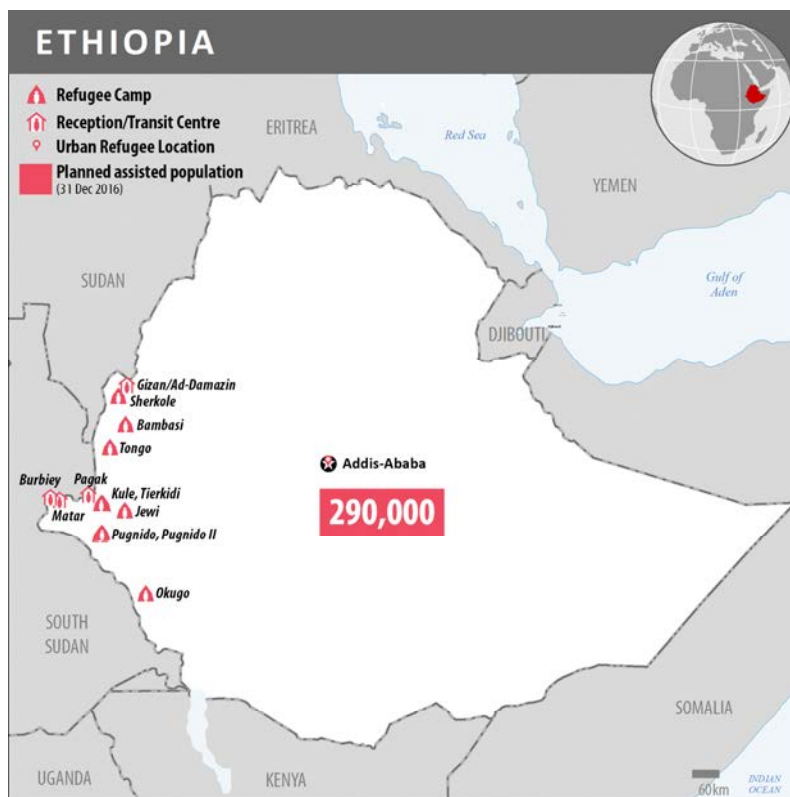 ETHIOPIA
Refugee Camp
Reception/Transit Centre
Urban Refugee Location
Planned assisted population
(31 Dec 2016)
ERITREA
Red Sea
YEMEN
SUDAN
Gulf of
Aden
DJIBOUTI
Gizan/Ad-Damazin
Sherkole
Bambasi
Tongo
Addis-Ababa
Burbiey
Pagak
Kule, Tierkidi
Matar
Jewi
290,000
Pugnido, Pugnido II
Okugo
SOUTH
SUDAN
SOMALIA
UGANDA
KENYA
60km
INDIAN
OCEAN